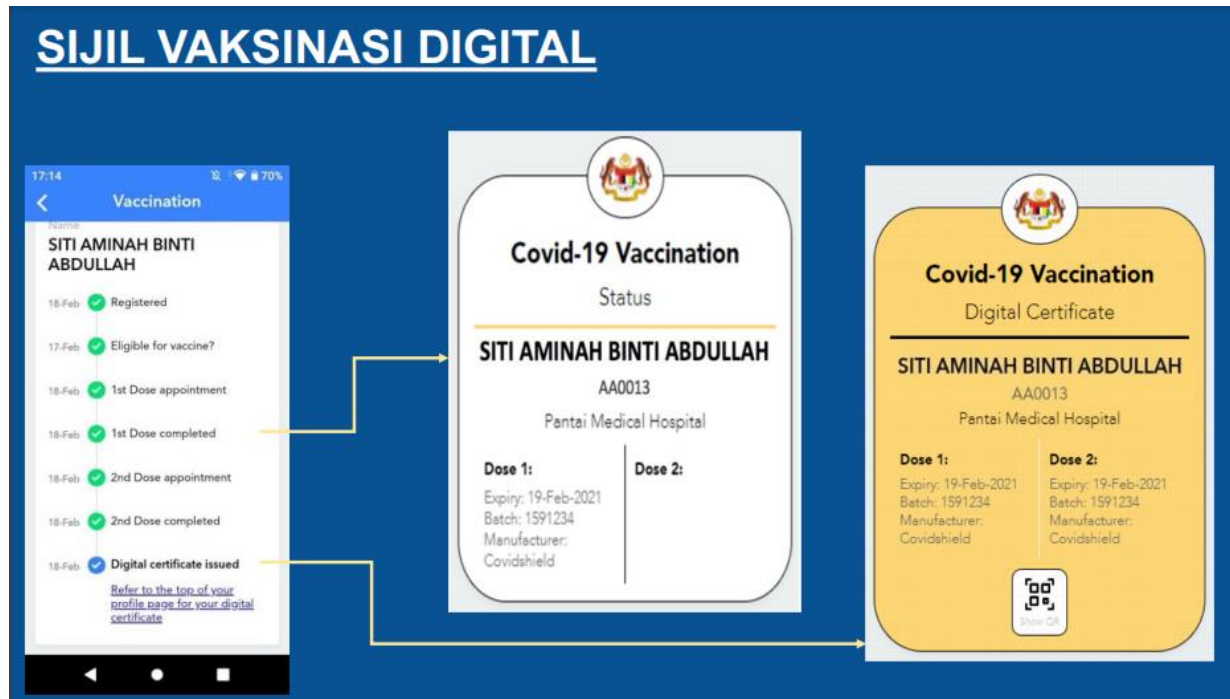 SIJIL VAKSINASI DIGITAL
17:14
70%
Vaccination
Name
SITI AMINAH BINTI
ABDULLAH
18-Feb Registered
17-Feb Eligible for vaccine?
18-Feb 1st Dose appointment
18-Feb 1st Dose completed
18-Feb 2nd Dose appointment
18-Feb 2nd Dose completed
18-Feb Digital certificate issued
Refer to the top of your
profile page for your digital
certificate
Covid-19 Vaccination
Status
SITI AMINAH BINTI ABDULLAH
AA0013
Pantai Medical Hospital
Dose 1:
Expiry: 19-Feb-2021
Batch: 1591234
Manufacturer:
Covidshield
Dose 2:
Covid-19 Vaccination
Digital Certificate
SITI AMINAH BINTI ABDULLAH
AA0013
Pantai Medical Hospital
Dose 1:
Expiry: 19-Feb-2021
Batch: 1591234
Manufacturer:
Covidshield
Dose 2:
Expiry: 19-Feb-2021
Batch: 1591234
Manufacturer:
Covidshield
Show QR